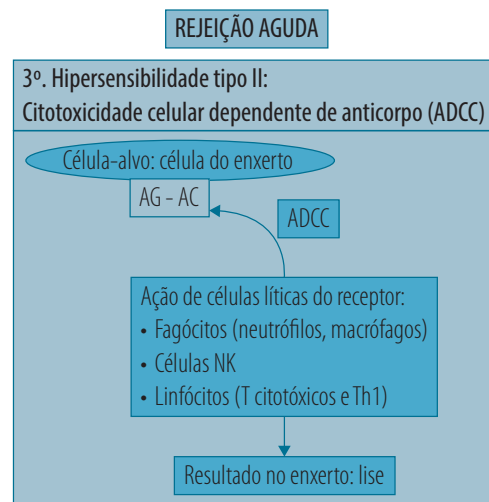 REJEIÇÃO AGUDA
3º. Hipersensibilidade tipo II:
Citotoxicidade celular dependente de anticorpo (ADCC)
Célula-alvo: célula do enxerto
AG - AC
ADCC
Ação de células líticas do receptor:
• Fagócitos (neutrófilos, macrófagos)
• Células NK
• Linfócitos (T citotóxicos e Th1)
Resultado no enxerto: lise